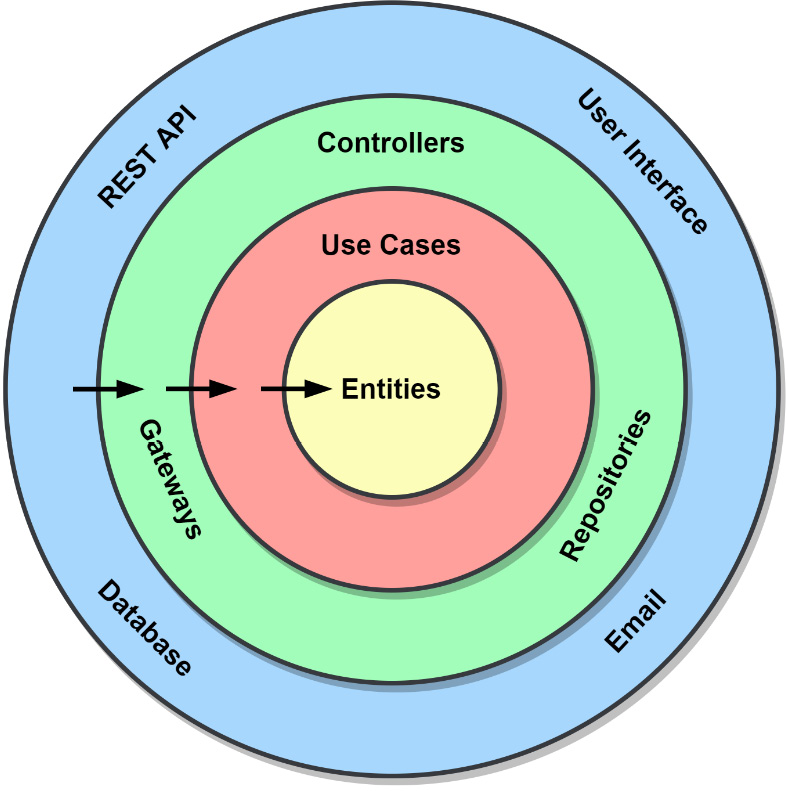 REST API
User Interface
Controllers
Use Cases
Entities
Gateways
Repositories
Database
Email